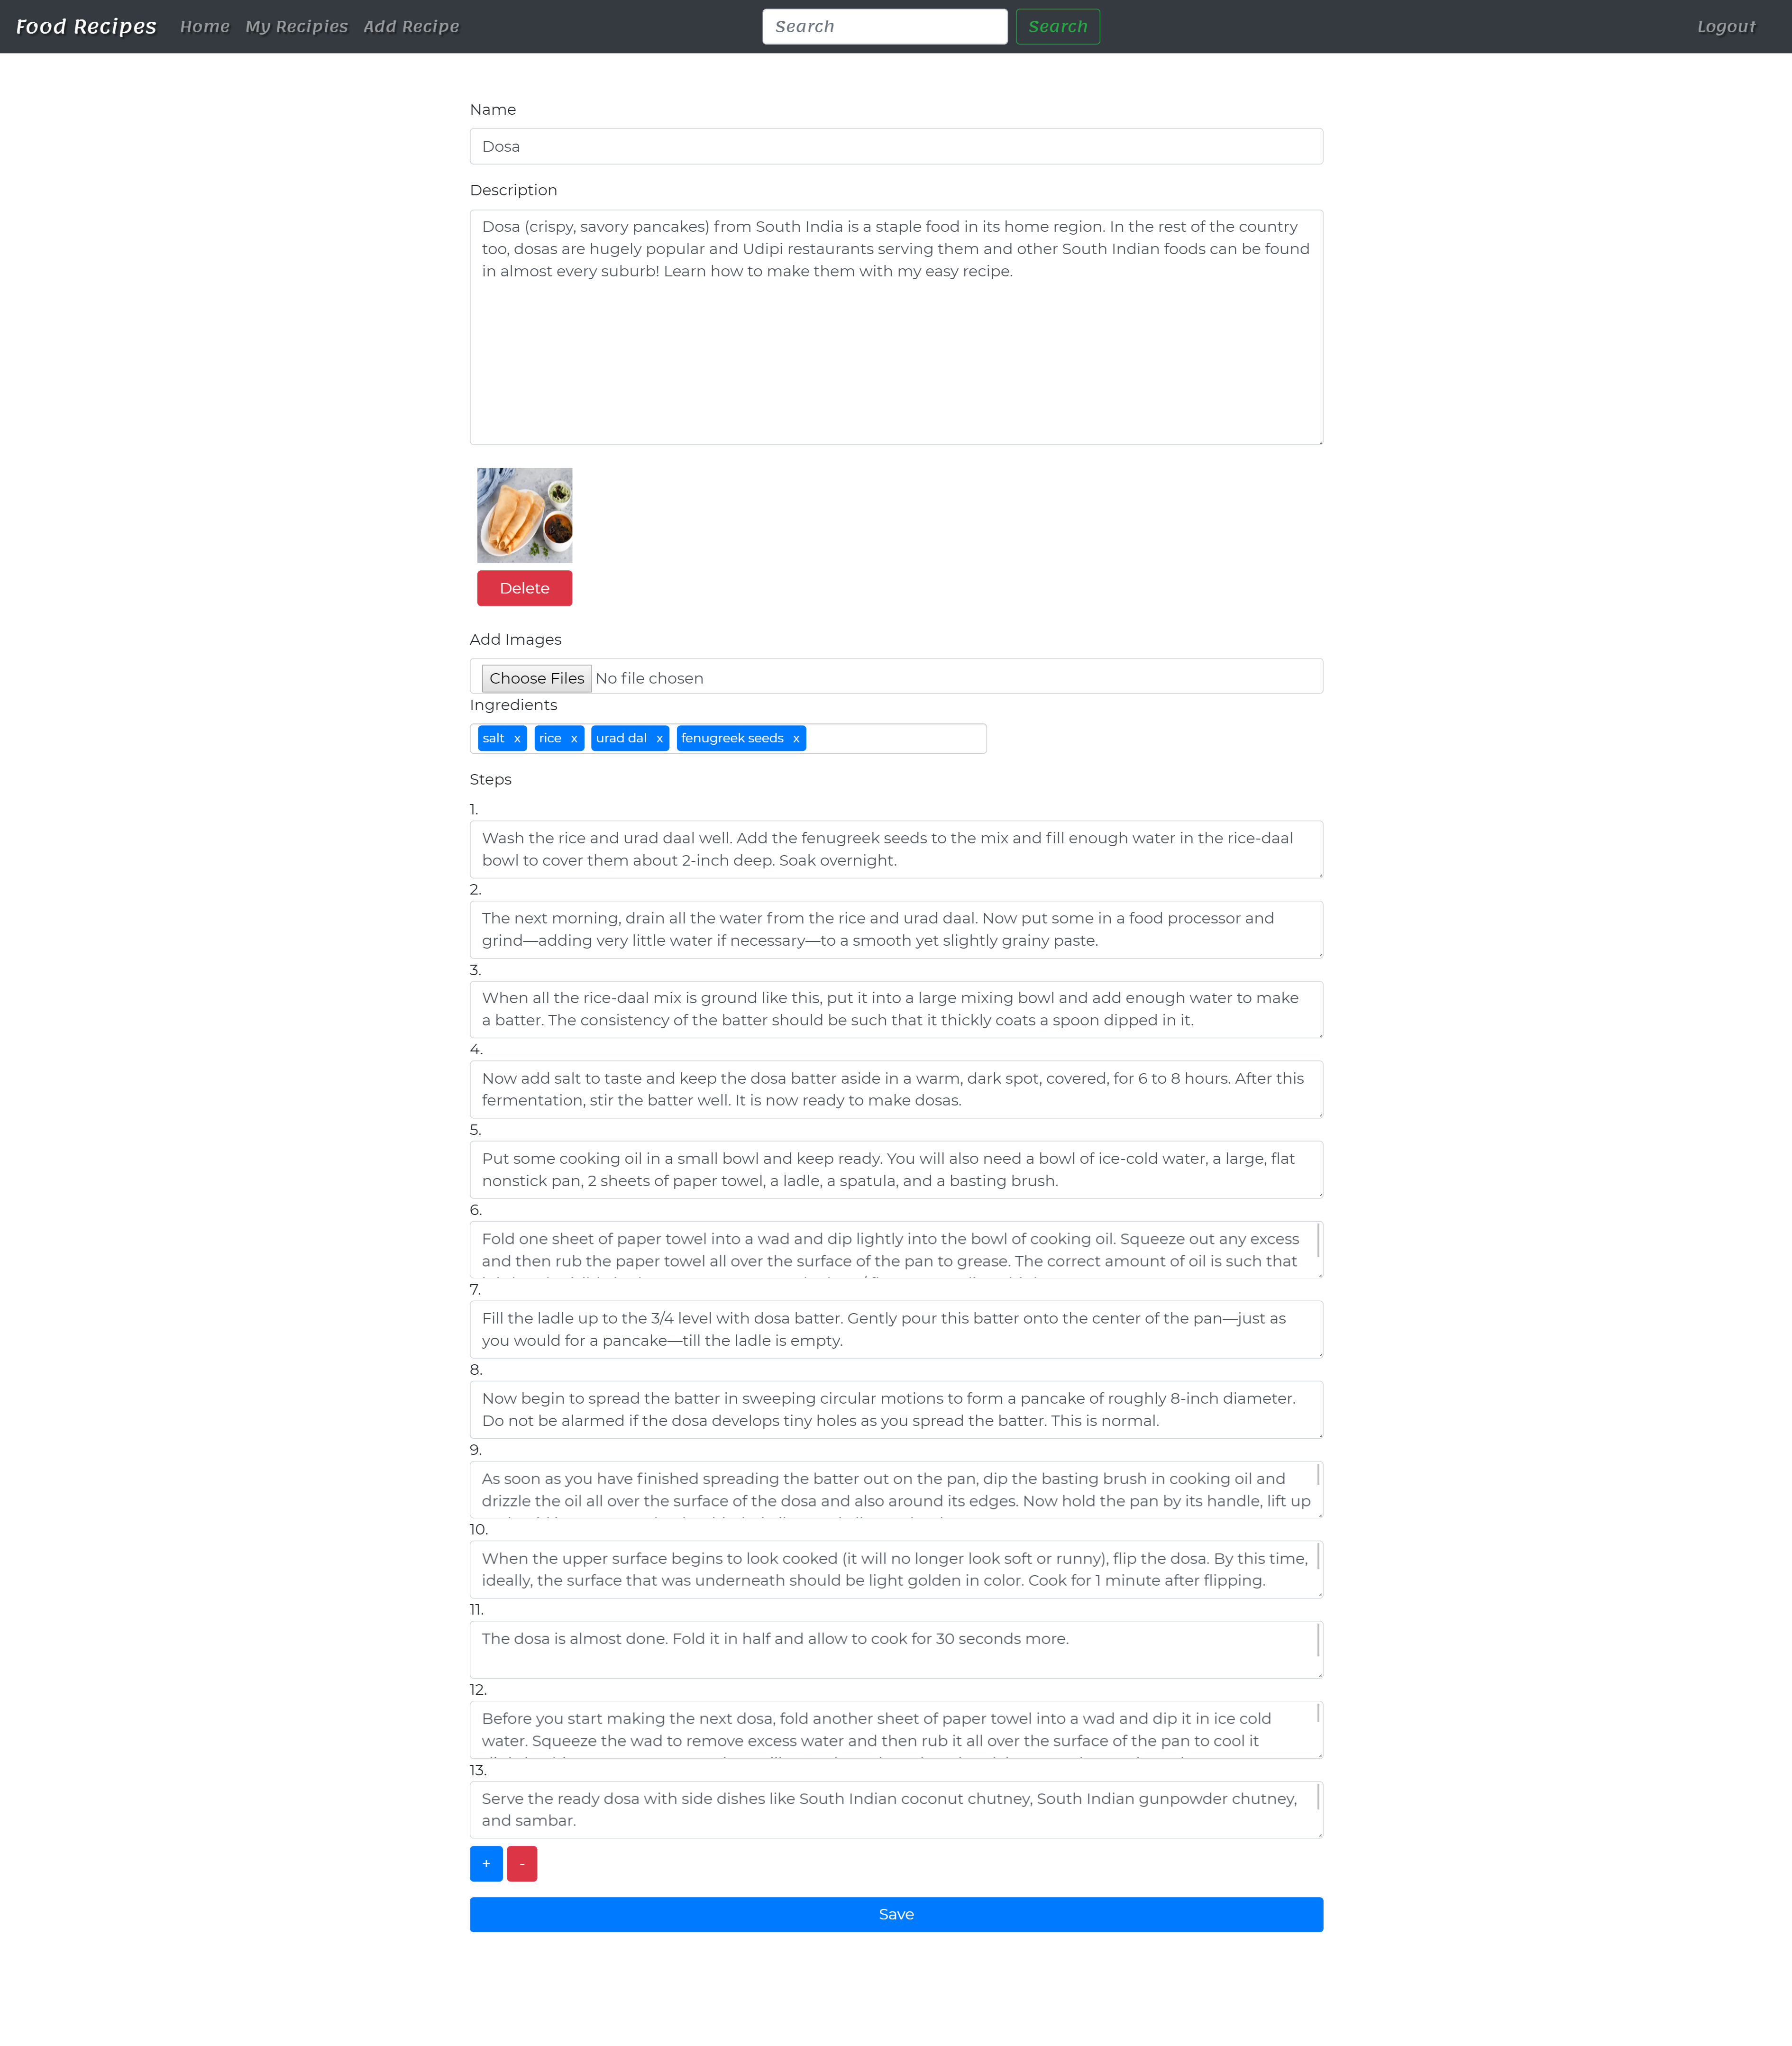 Food Recipes Home My Recipies Add Recipe Search Search Logout
Name
Dosa
Description
Dosa (crispy, savory pancakes) from South India is a staple food in its home region. In the rest of the country
too, dosas are hugely popular and Udipi restaurants serving them and other South Indian foods can be found
in almost every suburb! Learn how to make them with my easy recipe.
Delete
Add Images
Choose Files No file chosen
Ingredients
salt x rice x urad dal x fenugreek seeds x
Steps
1.
Wash the rice and urad daal well. Add the fenugreek seeds to the mix and fill enough water in the rice-daal
bowl to cover them about 2-inch deep. Soak overnight.
2.
The next morning, drain all the water from the rice and urad daal. Now put some in a food processor and
grind—adding very little water if necessary—to a smooth yet slightly grainy paste.
3.
When all the rice-daal mix is ground like this, put it into a large mixing bowl and add enough water to make
a batter. The consistency of the batter should be such that it thickly coats a spoon dipped in it.
4.
Now add salt to taste and keep the dosa batter aside in a warm, dark spot, covered, for 6 to 8 hours. After this
fermentation, stir the batter well. It is now ready to make dosas.
5.
Put some cooking oil in a small bowl and keep ready. You will also need a bowl of ice-cold water, a large, flat
nonstick pan, 2 sheets of paper towel, a ladle, a spatula, and a basting brush.
6.
Fold one sheet of paper towel into a wad and dip lightly into the bowl of cooking oil. Squeeze out any excess
and then rub the paper towel all over the surface of the pan to grease. The correct amount of oil is such that
7.
Fill the ladle up to the 3/4 level with dosa batter. Gently pour this batter onto the center of the pan—just as
you would for a pancake—till the ladle is empty.
8.
Now begin to spread the batter in sweeping circular motions to form a pancake of roughly 8-inch diameter.
Do not be alarmed if the dosa develops tiny holes as you spread the batter. This is normal.
9.
As soon as you have finished spreading the batter out on the pan, dip the basting brush in cooking oil and
drizzle the oil all over the surface of the dosa and also around its edges. Now hold the pan by its handle, lift up
10.
When the upper surface begins to look cooked (it will no longer look soft or runny), flip the dosa. By this time,
ideally, the surface that was underneath should be light golden in color. Cook for 1 minute after flipping.
11.
The dosa is almost done. Fold it in half and allow to cook for 30 seconds more.
12.
Before you start making the next dosa, fold another sheet of paper towel into a wad and dip it in ice cold
water. Squeeze the wad to remove excess water and then rub it all over the surface of the pan to cool it
13.
Serve the ready dosa with side dishes like South Indian coconut chutney, South Indian gunpowder chutney,
and sambar.
+ -
Save